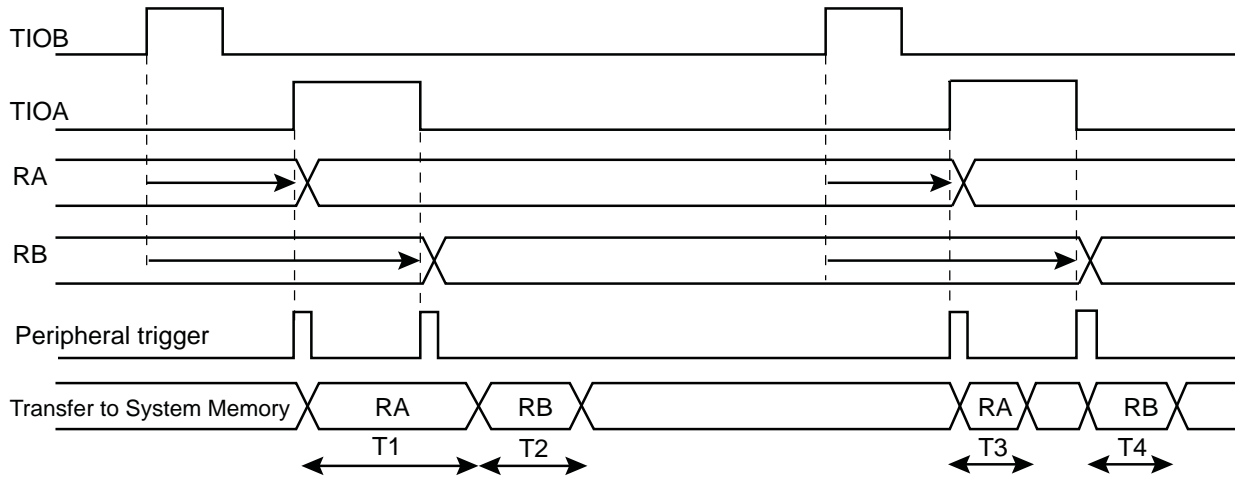 TIOB
TIOA
RA
RB
Peripheral trigger
Transfer to System Memory RA RB RA RB
T1 T2 T3 T4